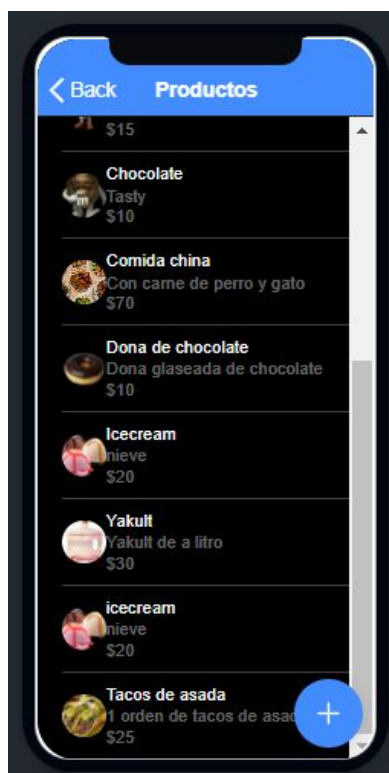 Back Productos
$15
Chocolate
Tasty
$10
Comida china
Con carne de perro y gato
$70
Dona de chocolate
Dona glaseada de chocolate
$10
Icecream
nieve
$20
Yakult
Yakult de a litro
$30
icecream
nieve
$20
Tacos de asada
1 orden de tacos de
$25